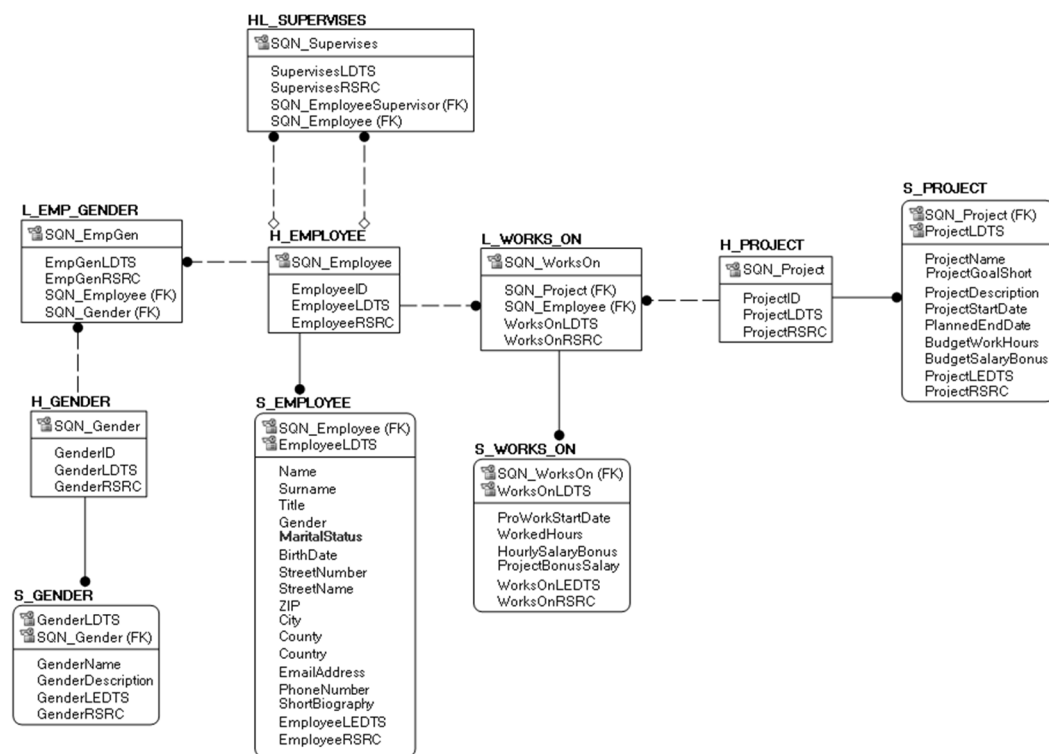 HL_SUPERVISES
SQN_Supervises
SupervisesLDTS
SupervisesRSRC
SQN_EmployeeSupervisor (FK)
SQN_Employee (FK)
L_EMP_GENDER
SQN_EmpGen
EmpGenLDTS
EmpGenRSRC
SQN_Employee (FK)
SQN_Gender (FK)
H_EMPLOYEE
SQN_Employee
EmployeeID
EmployeeLDTS
EmployeeRSRC
L_WORKS_ON
SQN_WorksOn
SQN_Project (FK)
SQN_Employee (FK)
WorksOnLDTS
WorksOnRSRC
H_PROJECT
SQN_Project
ProjectID
ProjectLDTS
ProjectRSRC
S_PROJECT
SQN_Project (FK)
ProjectLDTS
ProjectName
ProjectGoalShort
ProjectDescription
ProjectStartDate
PlannedEndDate
BudgetWorkHours
BudgetSalaryBonus
ProjectLEDTS
ProjectRSRC
H_GENDER
SQN_Gender
GenderID
GenderLDTS
GenderRSRC
S_EMPLOYEE
SQN_Employee (FK)
EmployeeLDTS
Name
Surname
Title
Gender
MaritalStatus
BirthDate
StreetNumber
StreetName
ZIP
City
County
Country
EmailAddress
PhoneNumber
ShortBiography
EmployeeLEDTS
EmployeeRSRC
S_WORKS_ON
SQN_WorksOn (FK)
WorksOnLDTS
ProWorkStartDate
WorkedHours
HourlySalaryBonus
ProjectBonusSalary
WorksOnLEDTS
WorksOnRSRC
S_GENDER
GenderLDTS
SQN_Gender (FK)
GenderName
GenderDescription
GenderLEDTS
GenderRSRC